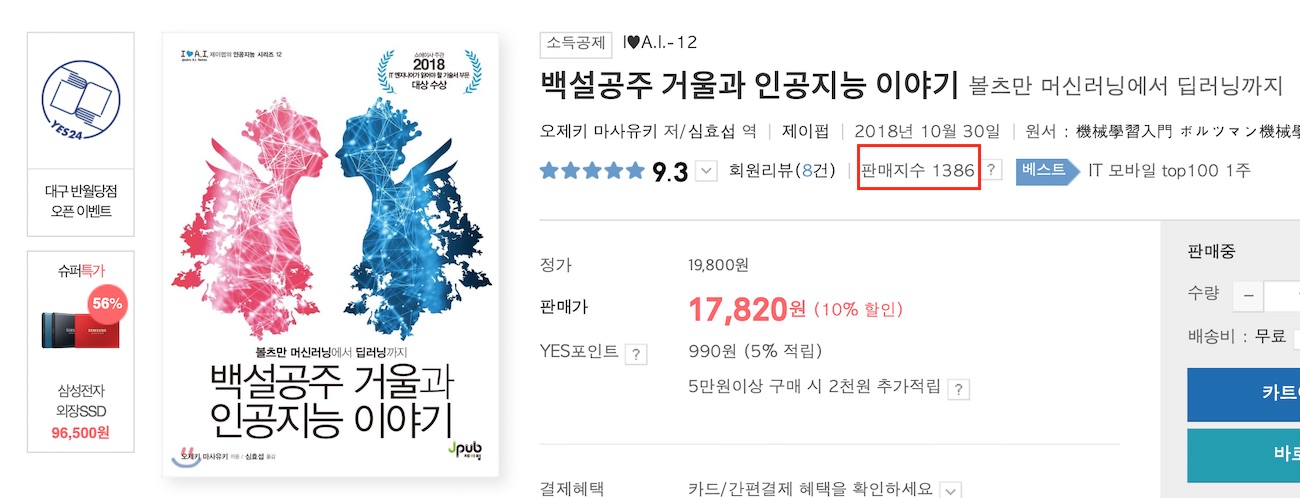 YES24
대구 반월당점
오픈 이벤트
슈퍼특가
56%
SAMSUNG
삼성전자
외장SSD
96,500원
I♥A.I. 제이펍의 인공지능 시리즈 12
쇼에이샤 주관
2018
IT 엔지니어가 읽어야 할 기술서 부문
대상 수상
볼츠만 머신러닝에서 딥러닝까지
백설공주 거울과
인공지능 이야기
오제키 마사유키 지음 / 심효섭 옮김
Jpub
제이펍
소득공제 I♥A.I.-12
백설공주 거울과 인공지능 이야기 볼츠만 머신러닝에서 딥러닝까지
오제키 마사유키 저/심효섭 역 | 제이펍 | 2018년 10월 30일 | 원서 : 機械學習入門 ボルツマン機械學
9.3 회원리뷰(8건) | 판매지수 1386 ? 베스트 IT 모바일 top100 1주
정가 19,800원
판매가 17,820원 (10% 할인)
YES포인트 ? 990원 (5% 적립)
5만원이상 구매 시 2천원 추가적립 ?
결제혜택 카드/간편결제 혜택을 확인하세요
판매중
수량 −
배송비 : 무료
카트
바로